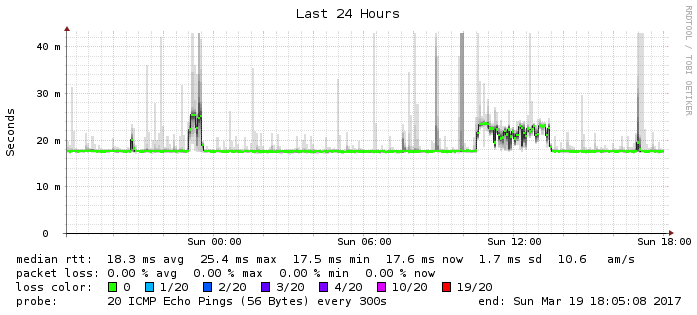 Last 24 Hours
RRDTOOL / TOBI OETIKER
Seconds
40 m
30 m
20 m
10 m
0
Sun 00:00 Sun 06:00 Sun 12:00 Sun 18:00
median rtt: 18.3 ms avg 25.4 ms max 17.5 ms min 17.6 ms now 1.7 ms sd 10.6 am/s
packet loss: 0.00 % avg 0.00 % max 0.00 % min 0.00 % now
loss color: 0 1/20 2/20 3/20 4/20 10/20 19/20
probe: 20 ICMP Echo Pings (56 Bytes) every 300s end: Sun Mar 19 18:05:08 2017